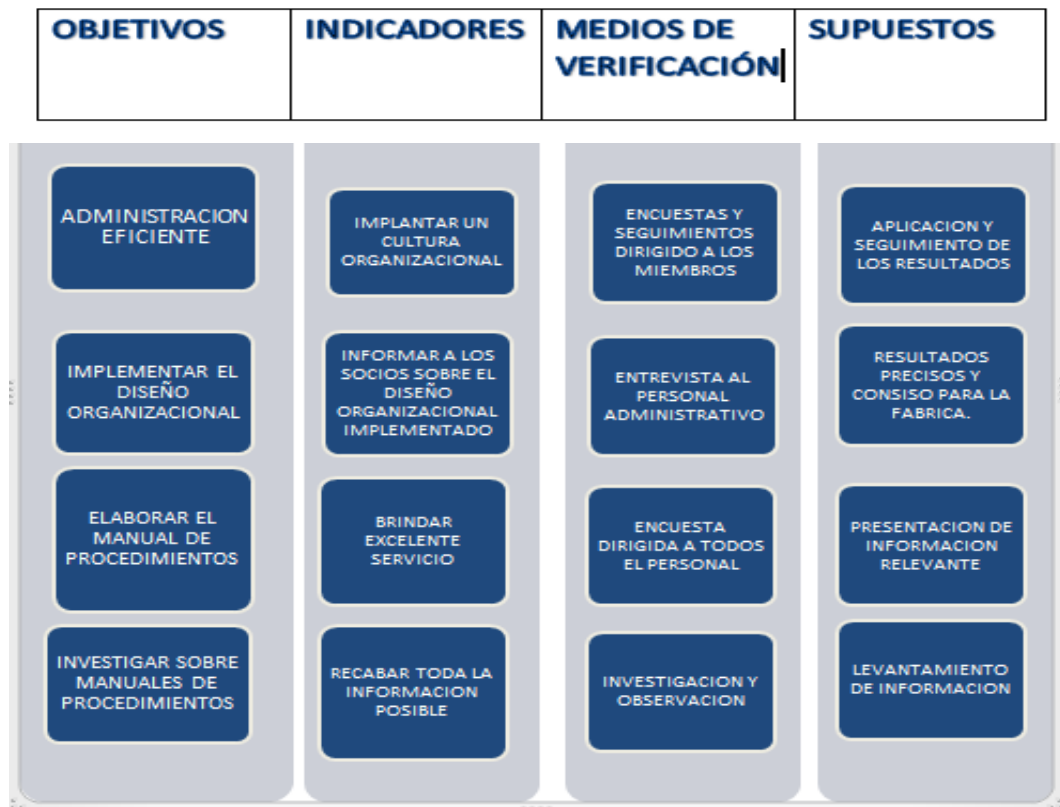 OBJETIVOS
INDICADORES
MEDIOS DE
VERIFICACIÓN
SUPUESTOS
ADMINISTRACION
EFICIENTE
IMPLANTAR UN
CULTURA
ORGANIZACIONAL
ENCUESTAS Y
SEGUIMIENTOS
DIRIGIDO A LOS
MIEMBROS
APLICACION Y
SEGUIMIENTO DE
LOS RESULTADOS
IMPLEMENTAR EL
DISEÑO
ORGANIZACIONAL
INFORMAR A LOS
SOCIOS SOBRE EL
DISEÑO
ORGANIZACIONAL
IMPLEMENTADO
ENTREVISTA AL
PERSONAL
ADMINISTRATIVO
RESULTADOS
PRECISOS Y
CONSISO PARA LA
FABRICA.
ELABORAR EL
MANUAL DE
PROCEDIMIENTOS
BRINDAR
EXCELENTE
SERVICIO
ENCUESTA
DIRIGIDA A TODOS
EL PERSONAL
PRESENTACION DE
INFORMACION
RELEVANTE
INVESTIGAR SOBRE
MANUALES DE
PROCEDIMIENTOS
RECABAR TODA LA
INFORMACION
POSIBLE
INVESTIGACION Y
OBSERVACION
LEVANTAMIENTO
DE INFORMACION